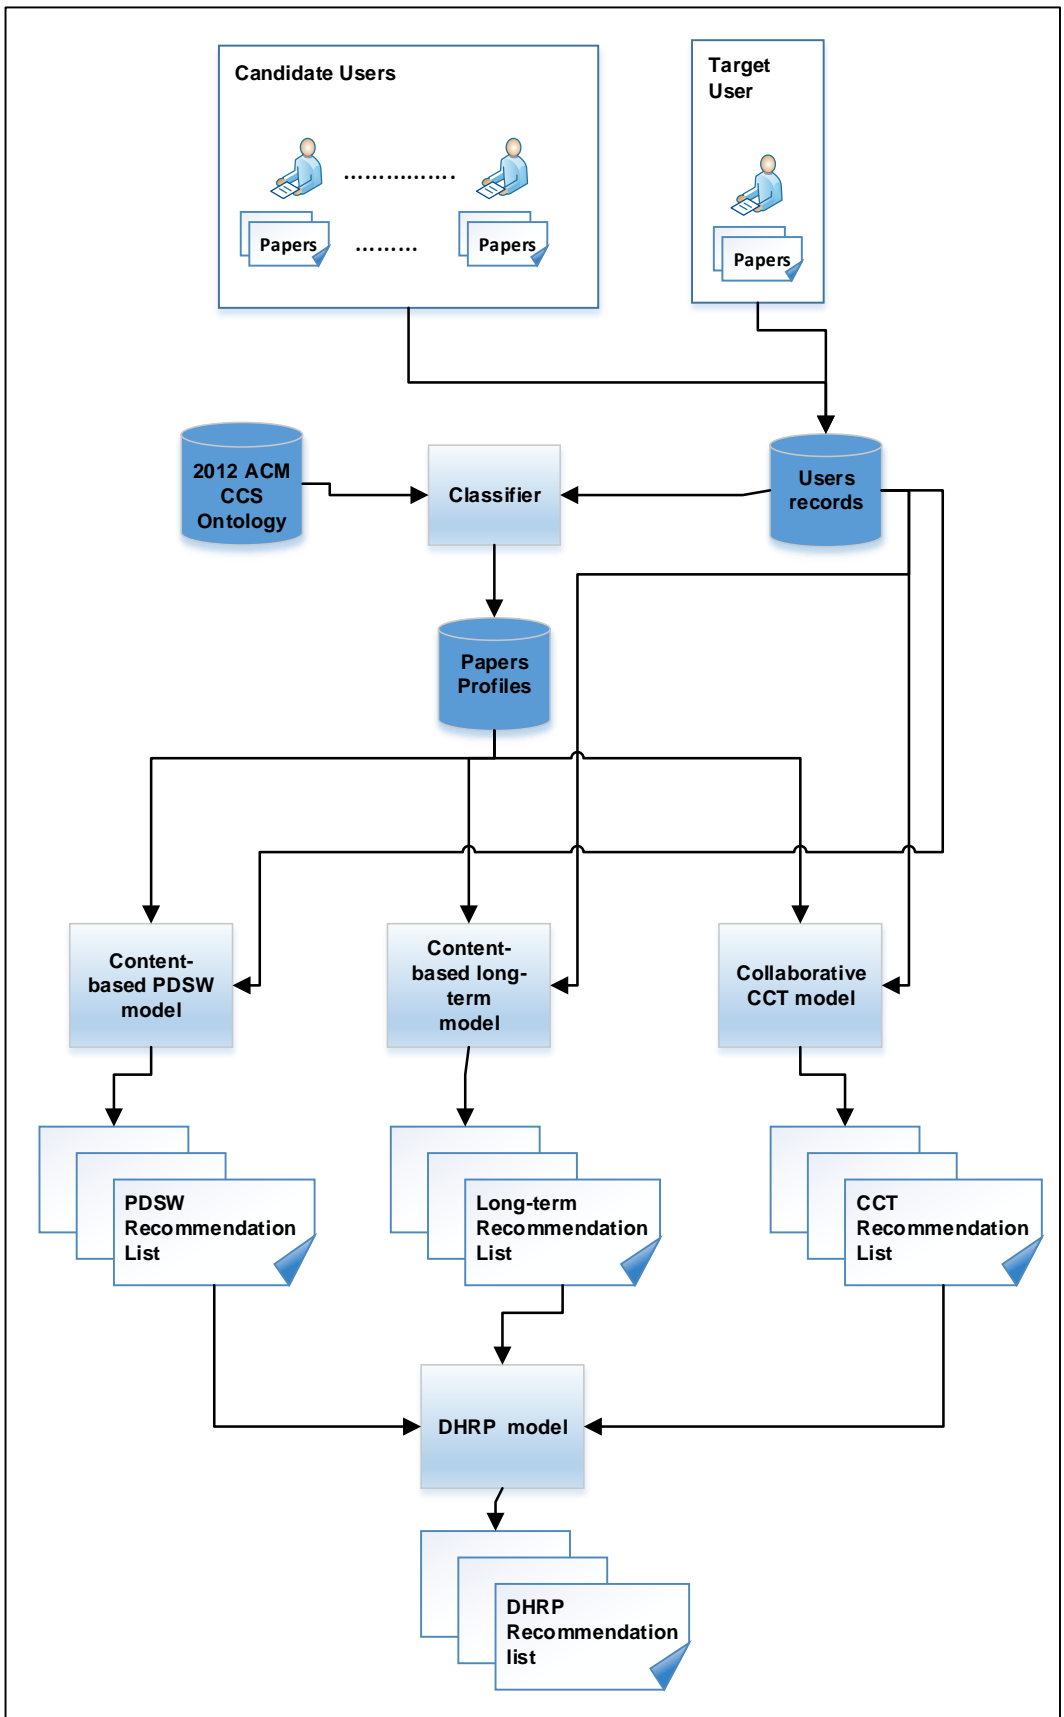 Candidate Users
Target
User
...............
Papers
.........
Papers
Papers
2012 ACM
CCS
Ontology
Classifier
Users
records
Papers
Profiles
Content-
based PDSW
model
Content-
based long-
term
model
Collaborative
CCT model
PDSW
Recommendation
List
Long-term
Recommendation
List
CCT
Recommendation
List
DHRP model
DHRP
Recommendation
list